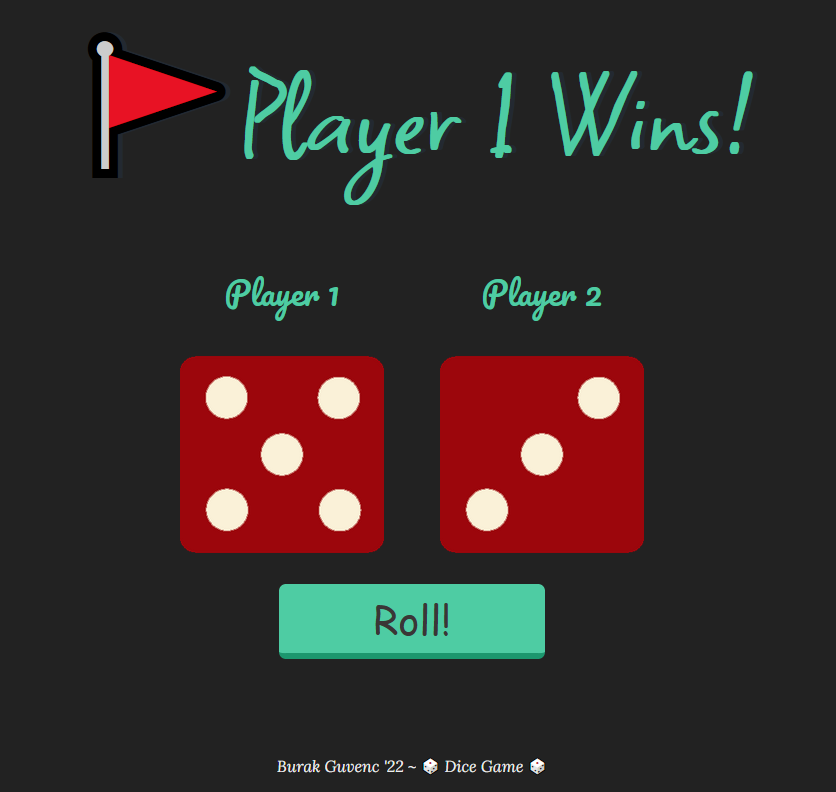 Player 1 Wins!
Player 1
Player 2
Roll!
Burak Guvenc '22 ~ 🎲 Dice Game 🎲